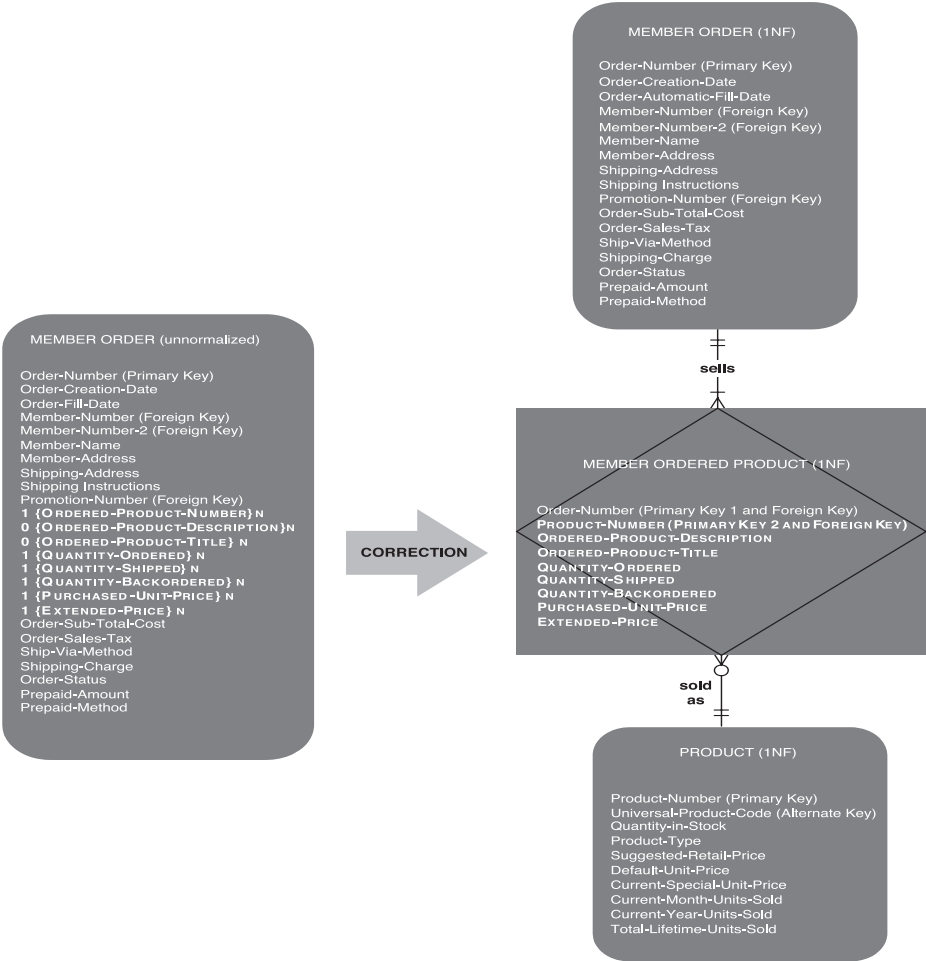 MEMBER ORDER (unnormalized)
Order-Number (Primary Key)
Order-Creation-Date
Order-Fill-Date
Member-Number (Foreign Key)
Member-Number-2 (Foreign Key)
Member-Name
Member-Address
Shipping-Address
Shipping Instructions
Promotion-Number (Foreign Key)
1 {ORDERED-PRODUCT-NUMBER} N
0 {ORDERED-PRODUCT-DESCRIPTION} N
0 {ORDERED-PRODUCT-TITLE} N
1 {QUANTITY-ORDERED} N
1 {QUANTITY-SHIPPED} N
1 {QUANTITY-BACKORDERED} N
1 {PURCHASED-UNIT-PRICE} N
1 {EXTENDED-PRICE} N
Order-Sub-Total-Cost
Order-Sales-Tax
Ship-Via-Method
Shipping-Charge
Order-Status
Prepaid-Amount
Prepaid-Method
CORRECTION
MEMBER ORDER (1NF)
Order-Number (Primary Key)
Order-Creation-Date
Order-Automatic-Fill-Date
Member-Number (Foreign Key)
Member-Number-2 (Foreign Key)
Member-Name
Member-Address
Shipping-Address
Shipping Instructions
Promotion-Number (Foreign Key)
Order-Sub-Total-Cost
Order-Sales-Tax
Ship-Via-Method
Shipping-Charge
Order-Status
Prepaid-Amount
Prepaid-Method
sells
MEMBER ORDERED PRODUCT (1NF)
Order-Number (Primary Key 1 and Foreign Key)
PRODUCT-NUMBER (PRIMARY KEY 2 AND FOREIGN KEY)
ORDERED-PRODUCT-DESCRIPTION
ORDERED-PRODUCT-TITLE
QUANTITY-ORDERED
QUANTITY-SHIPPED
QUANTITY-BACKORDERED
PURCHASED-UNIT-PRICE
EXTENDED-PRICE
sold
as
PRODUCT (1NF)
Product-Number (Primary Key)
Universal-Product-Code (Alternate Key)
Quantity-in-Stock
Product-Type
Suggested-Retail-Price
Default-Unit-Price
Current-Special-Unit-Price
Current-Month-Units-Sold
Current-Year-Units-Sold
Total-Lifetime-Units-Sold